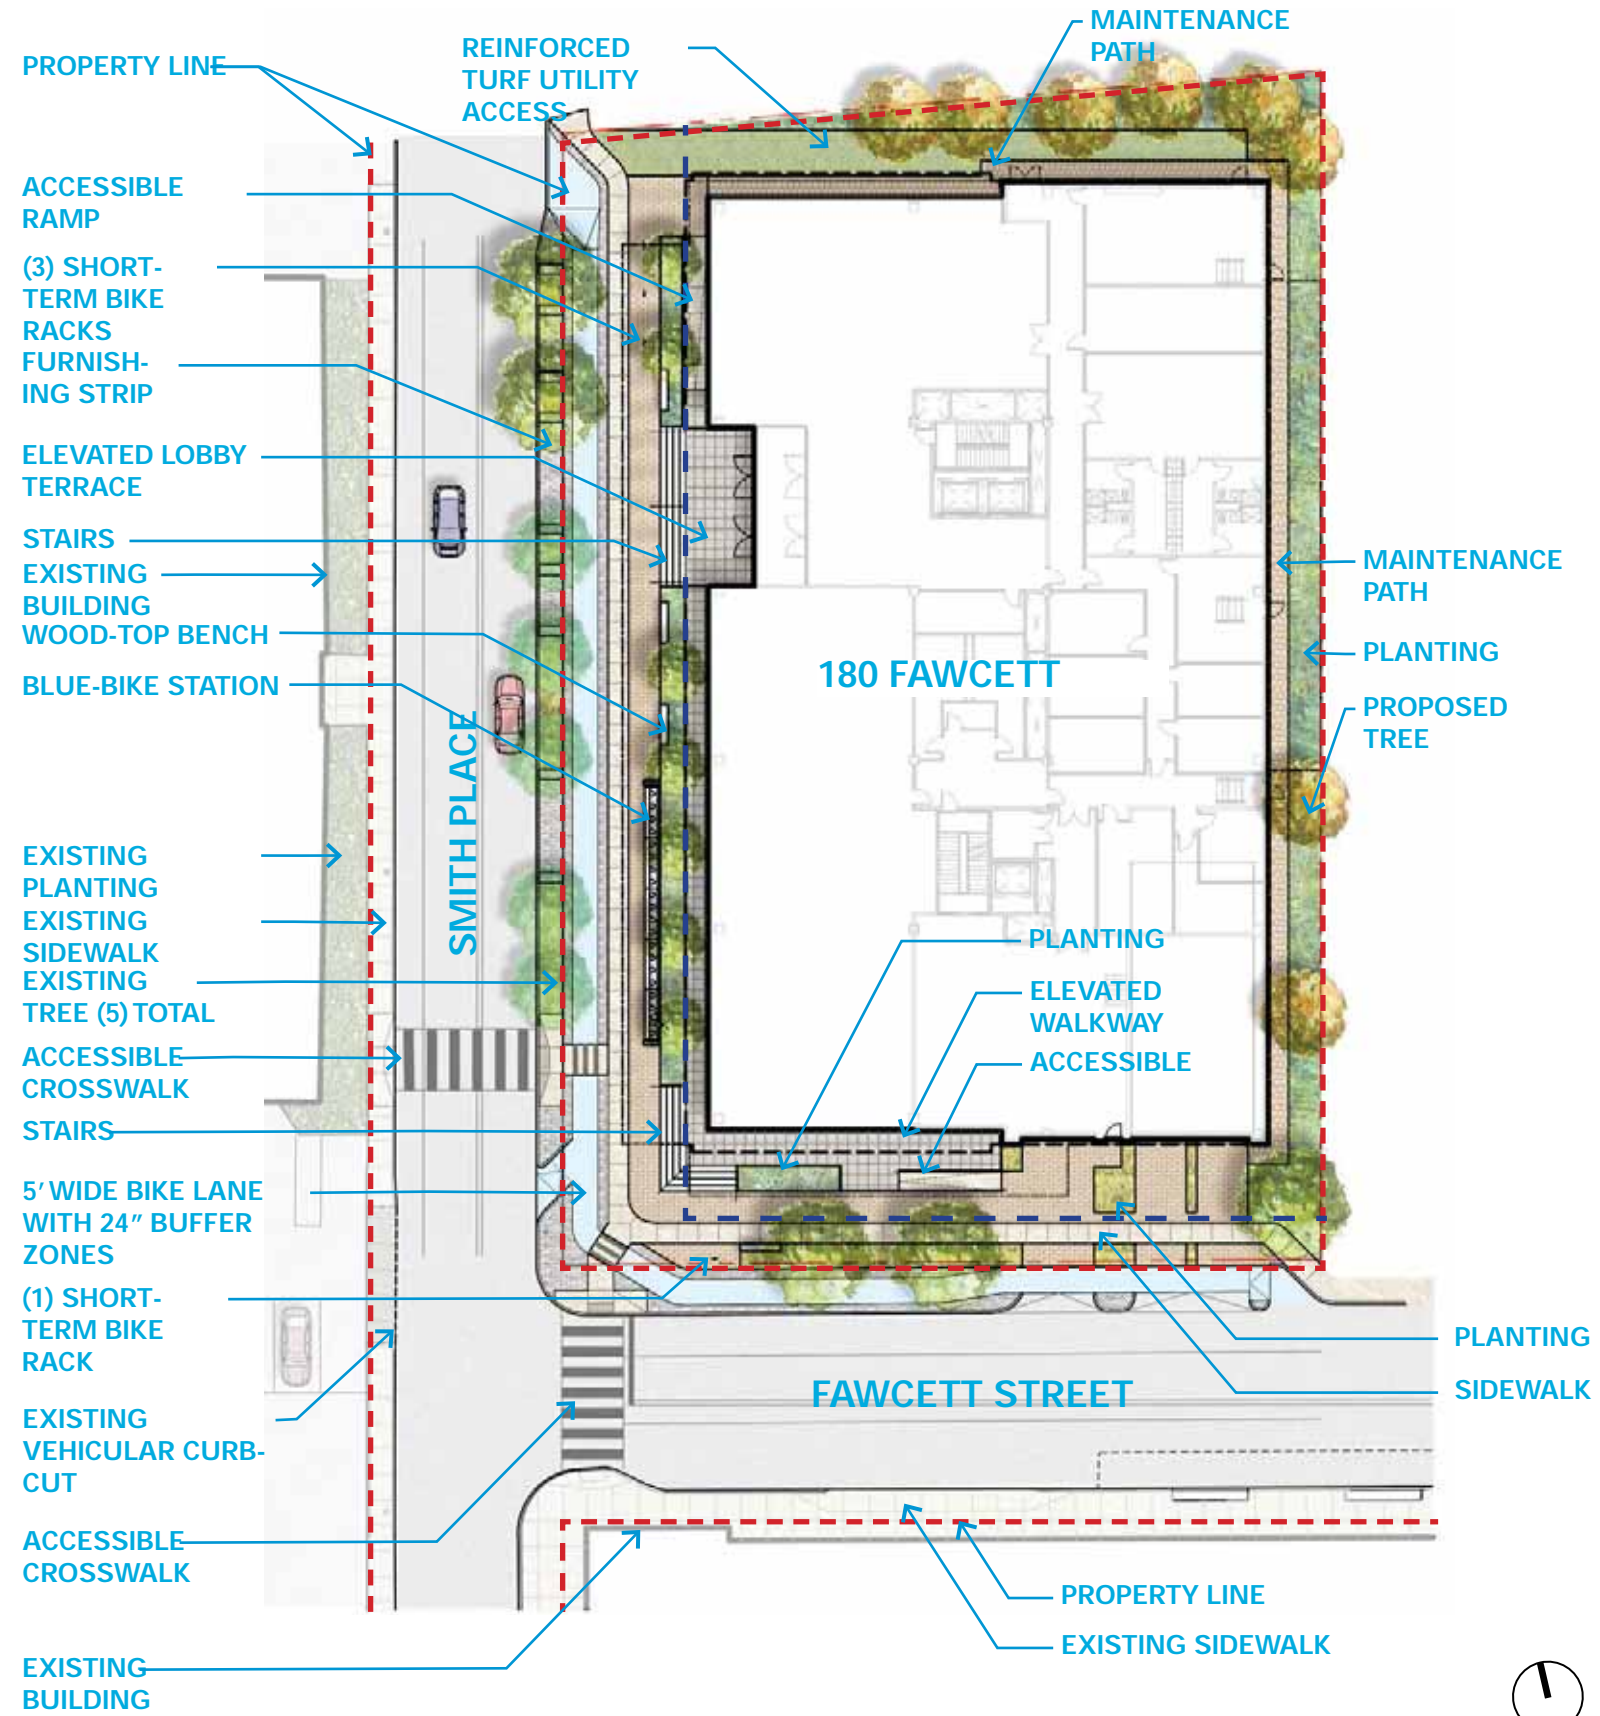 PROPERTY LINE
REINFORCED
TURF UTILITY
ACCESS
MAINTENANCE
PATH
ACCESSIBLE
RAMP
(3) SHORT-
TERM BIKE
RACKS
FURNISH-
ING STRIP
ELEVATED LOBBY
TERRACE
STAIRS
EXISTING
BUILDING
WOOD-TOP BENCH
BLUE-BIKE STATION
EXISTING
PLANTING
EXISTING
SIDEWALK
EXISTING
TREE (5) TOTAL
ACCESSIBLE
CROSSWALK
STAIRS
5' WIDE BIKE LANE
WITH 24" BUFFER
ZONES
(1) SHORT-
TERM BIKE
RACK
EXISTING
VEHICULAR CURB-
CUT
ACCESSIBLE
CROSSWALK
EXISTING
BUILDING
SMITH PLACE
180 FAWCETT
PLANTING
ELEVATED
WALKWAY
ACCESSIBLE
FAWCETT STREET
MAINTENANCE
PATH
PLANTING
PROPOSED
TREE
PLANTING
SIDEWALK
PROPERTY LINE
EXISTING SIDEWALK